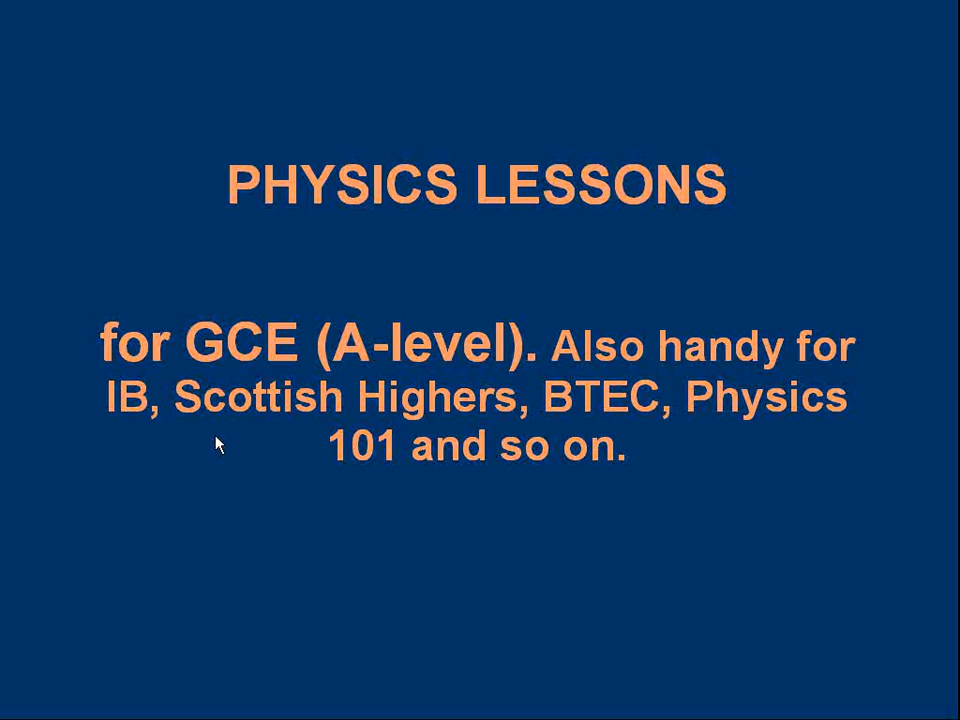 PHYSICS LESSONS
for GCE (A-level). Also handy for
IB, Scottish Highers, BTEC, Physics
101 and so on.